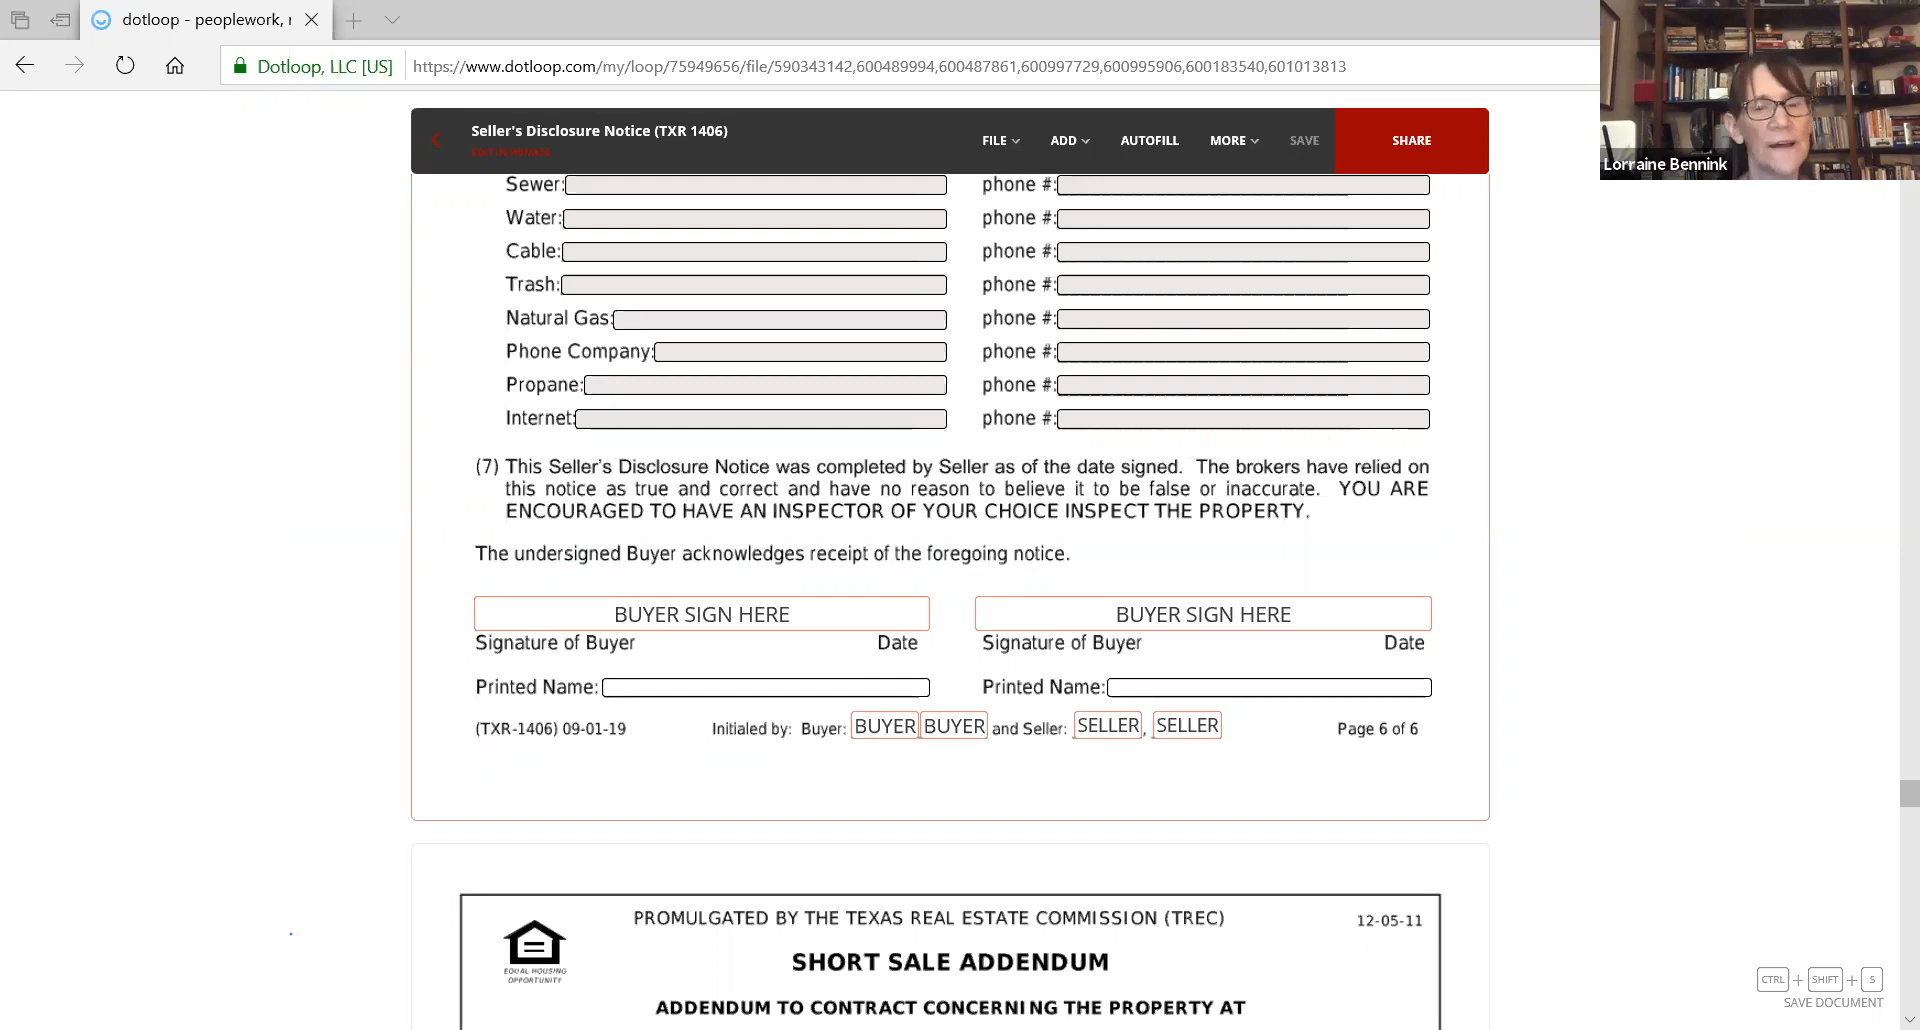 dotloop - peoplework, r
Dotloop, LLC [US]
https://www.dotloop.com/my/loop/75949656/file/590343142,600489994,600487861,600997729,600995906,600183540,601013813
Seller's Disclosure Notice (TXR 1406)
EDIT IN PRIVATE
FILE ADD AUTOFILL MORE SAVE SHARE
Lorraine Bennink
Sewer: phone #:
Water: phone #:
Cable: phone #:
Trash: phone #:
Natural Gas: phone #:
Phone Company: phone #:
Propane: phone #:
Internet: phone #:
(7) This Seller's Disclosure Notice was completed by Seller as of the date signed. The brokers have relied on
this notice as true and correct and have no reason to believe it to be false or inaccurate. YOU ARE
ENCOURAGED TO HAVE AN INSPECTOR OF YOUR CHOICE INSPECT THE PROPERTY.
The undersigned Buyer acknowledges receipt of the foregoing notice.
BUYER SIGN HERE BUYER SIGN HERE
Signature of Buyer Date Signature of Buyer Date
Printed Name: Printed Name:
(TXR-1406) 09-01-19 Initialed by: Buyer: BUYER BUYER and Seller: SELLER, SELLER Page 6 of 6
PROMULGATED BY THE TEXAS REAL ESTATE COMMISSION (TREC) 12-05-11
EQUAL HOUSING
OPPORTUNITY
SHORT SALE ADDENDUM
ADDENDUM TO CONTRACT CONCERNING THE PROPERTY AT
CTRL + SHIFT + S
SAVE DOCUMENT